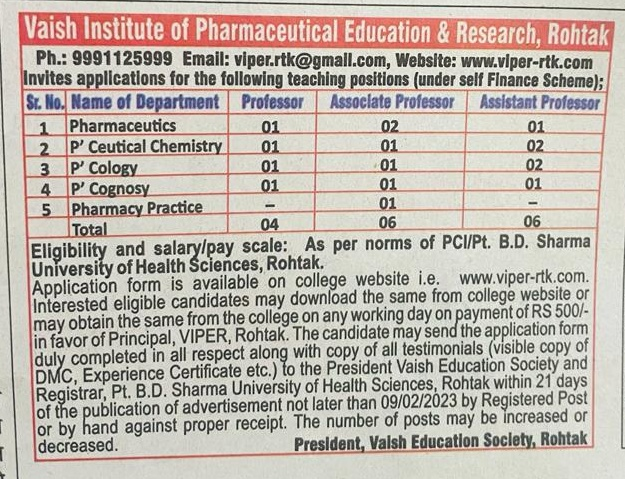 Vaish Institute of Pharmaceutical Education & Research, Rohtak
Ph.: 9991125999 Email: viper.rtk@gmail.com, Website: www.viper-rtk.com
Invites applications for the following teaching positions (under self Finance Scheme);
Sr. No. Name of Department Professor Associate Professor Assistant Professor
1 Pharmaceutics 01 02 01
2 P' Ceutical Chemistry 01 01 02
3 P' Cology 01 01 02
4 P' Cognosy 01 01 01
5 Pharmacy Practice – 01 –
Total 04 06 06
Eligibility and salary/pay scale: As per norms of PCI/Pt. B.D. Sharma
University of Health Sciences, Rohtak.
Application form is available on college website i.e. www.viper-rtk.com.
Interested eligible candidates may download the same from college website or
may obtain the same from the college on any working day on payment of RS 500/-
in favor of Principal, VIPER, Rohtak. The candidate may send the application form
duly completed in all respect along with copy of all testimonials (visible copy of
DMC, Experience Certificate etc.) to the President Vaish Education Society and
Registrar, Pt. B.D. Sharma University of Health Sciences, Rohtak within 21 days
of the publication of advertisement not later than 09/02/2023 by Registered Post
or by hand against proper receipt. The number of posts may be increased or
decreased. President, Vaish Education Society, Rohtak